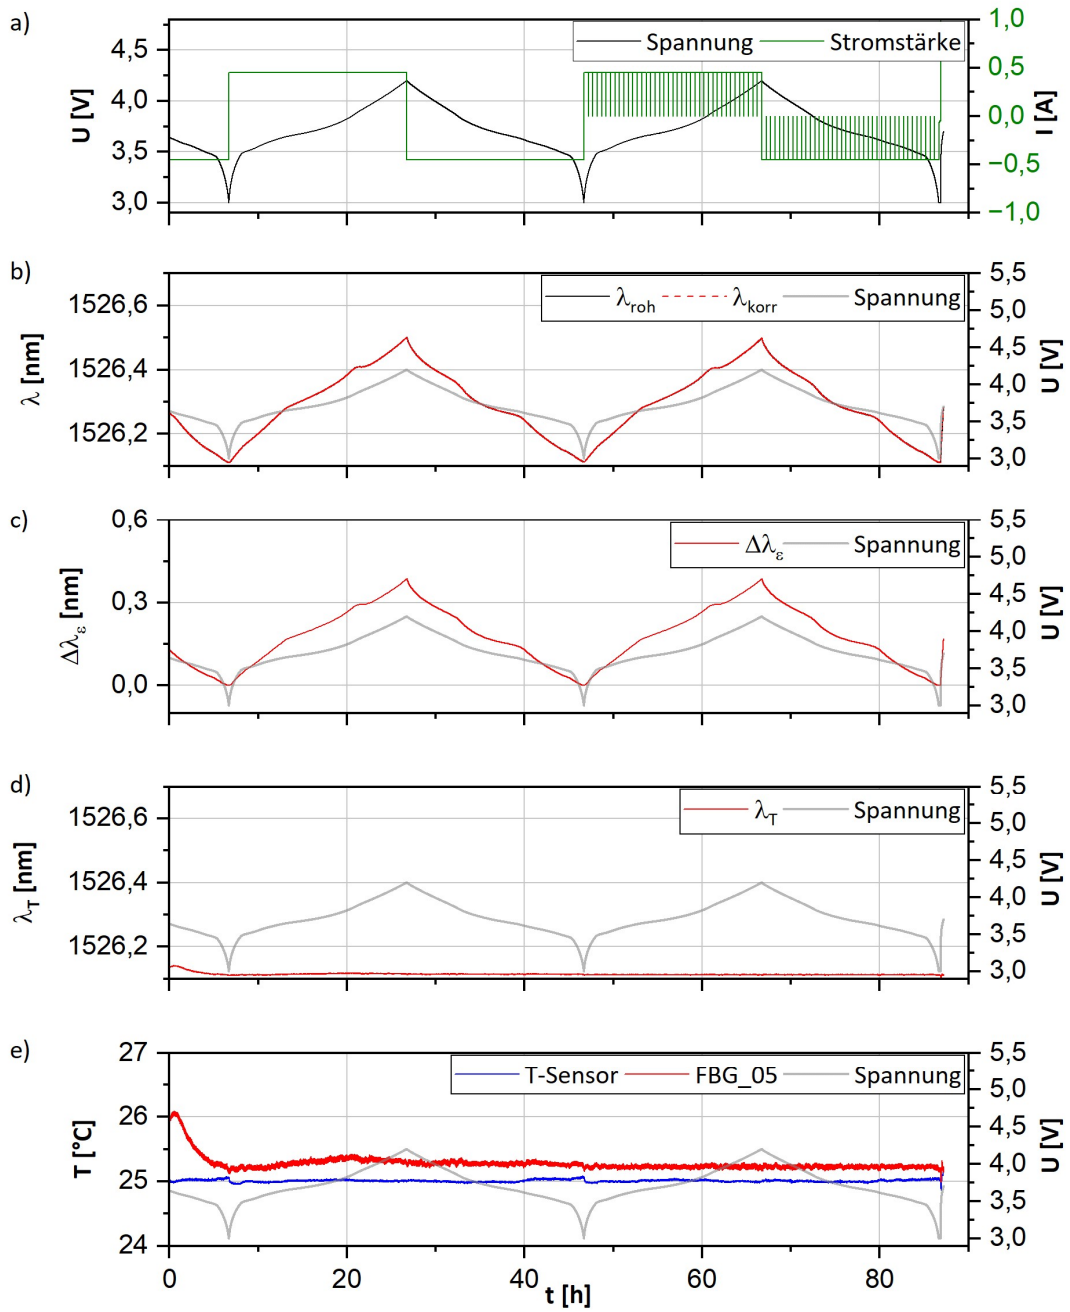 a)
Spannung Stromstärke
U [V]
4,5
4,0
3,5
3,0
1,0
0,5
0,0
−0,5
−1,0
I [A]
b)
λroh λkorr Spannung
λ [nm]
1526,6
1526,4
1526,2
5,5
5,0
4,5
4,0
3,5
3,0
U [V]
c)
Δλε Spannung
Δλε [nm]
0,6
0,3
0,0
5,5
5,0
4,5
4,0
3,5
3,0
U [V]
d)
λT Spannung
λT [nm]
1526,6
1526,4
1526,2
5,5
5,0
4,5
4,0
3,5
3,0
U [V]
e)
T-Sensor FBG_05 Spannung
T [°C]
27
26
25
24
5,5
5,0
4,5
4,0
3,5
3,0
U [V]
0 20 40 60 80
t [h]